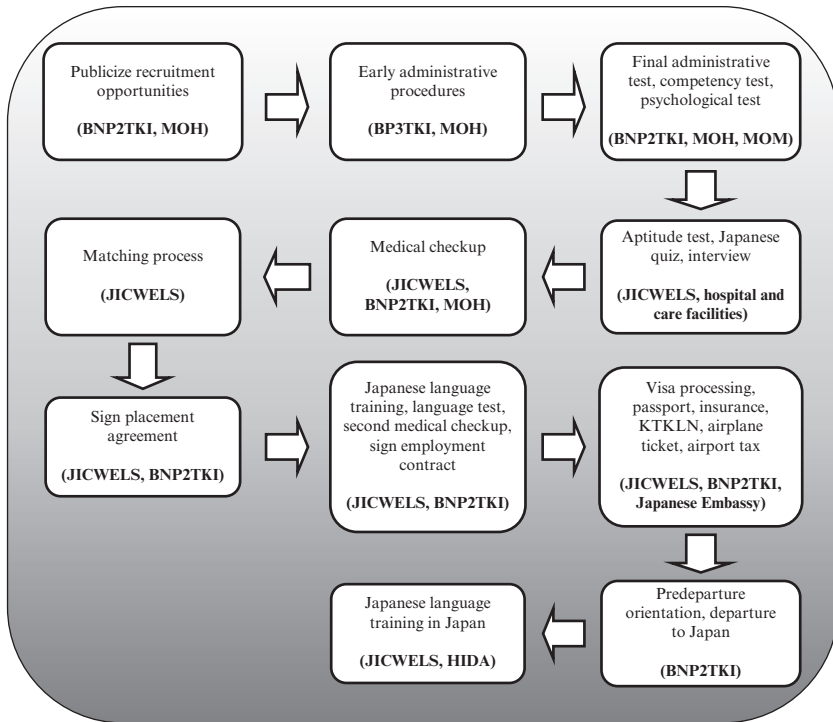 Publicize recruitment
opportunities
(BNP2TKI, MOH)
Early administrative
procedures
(BP3TKI, MOH)
Final administrative
test, competency test,
psychological test
(BNP2TKI, MOH, MOM)
Aptitude test, Japanese
quiz, interview
(JICWELS, hospital and
care facilities)
Medical checkup
(JICWELS,
BNP2TKI, MOH)
Matching process
(JICWELS)
Sign placement
agreement
(JICWELS, BNP2TKI)
Japanese language
training, language test,
second medical checkup,
sign employment
contract
(JICWELS, BNP2TKI)
Visa processing,
passport, insurance,
KTKLN, airplane
ticket, airport tax
(JICWELS, BNP2TKI,
Japanese Embassy)
Predeparture
orientation, departure
to Japan
(BNP2TKI)
Japanese language
training in Japan
(JICWELS, HIDA)